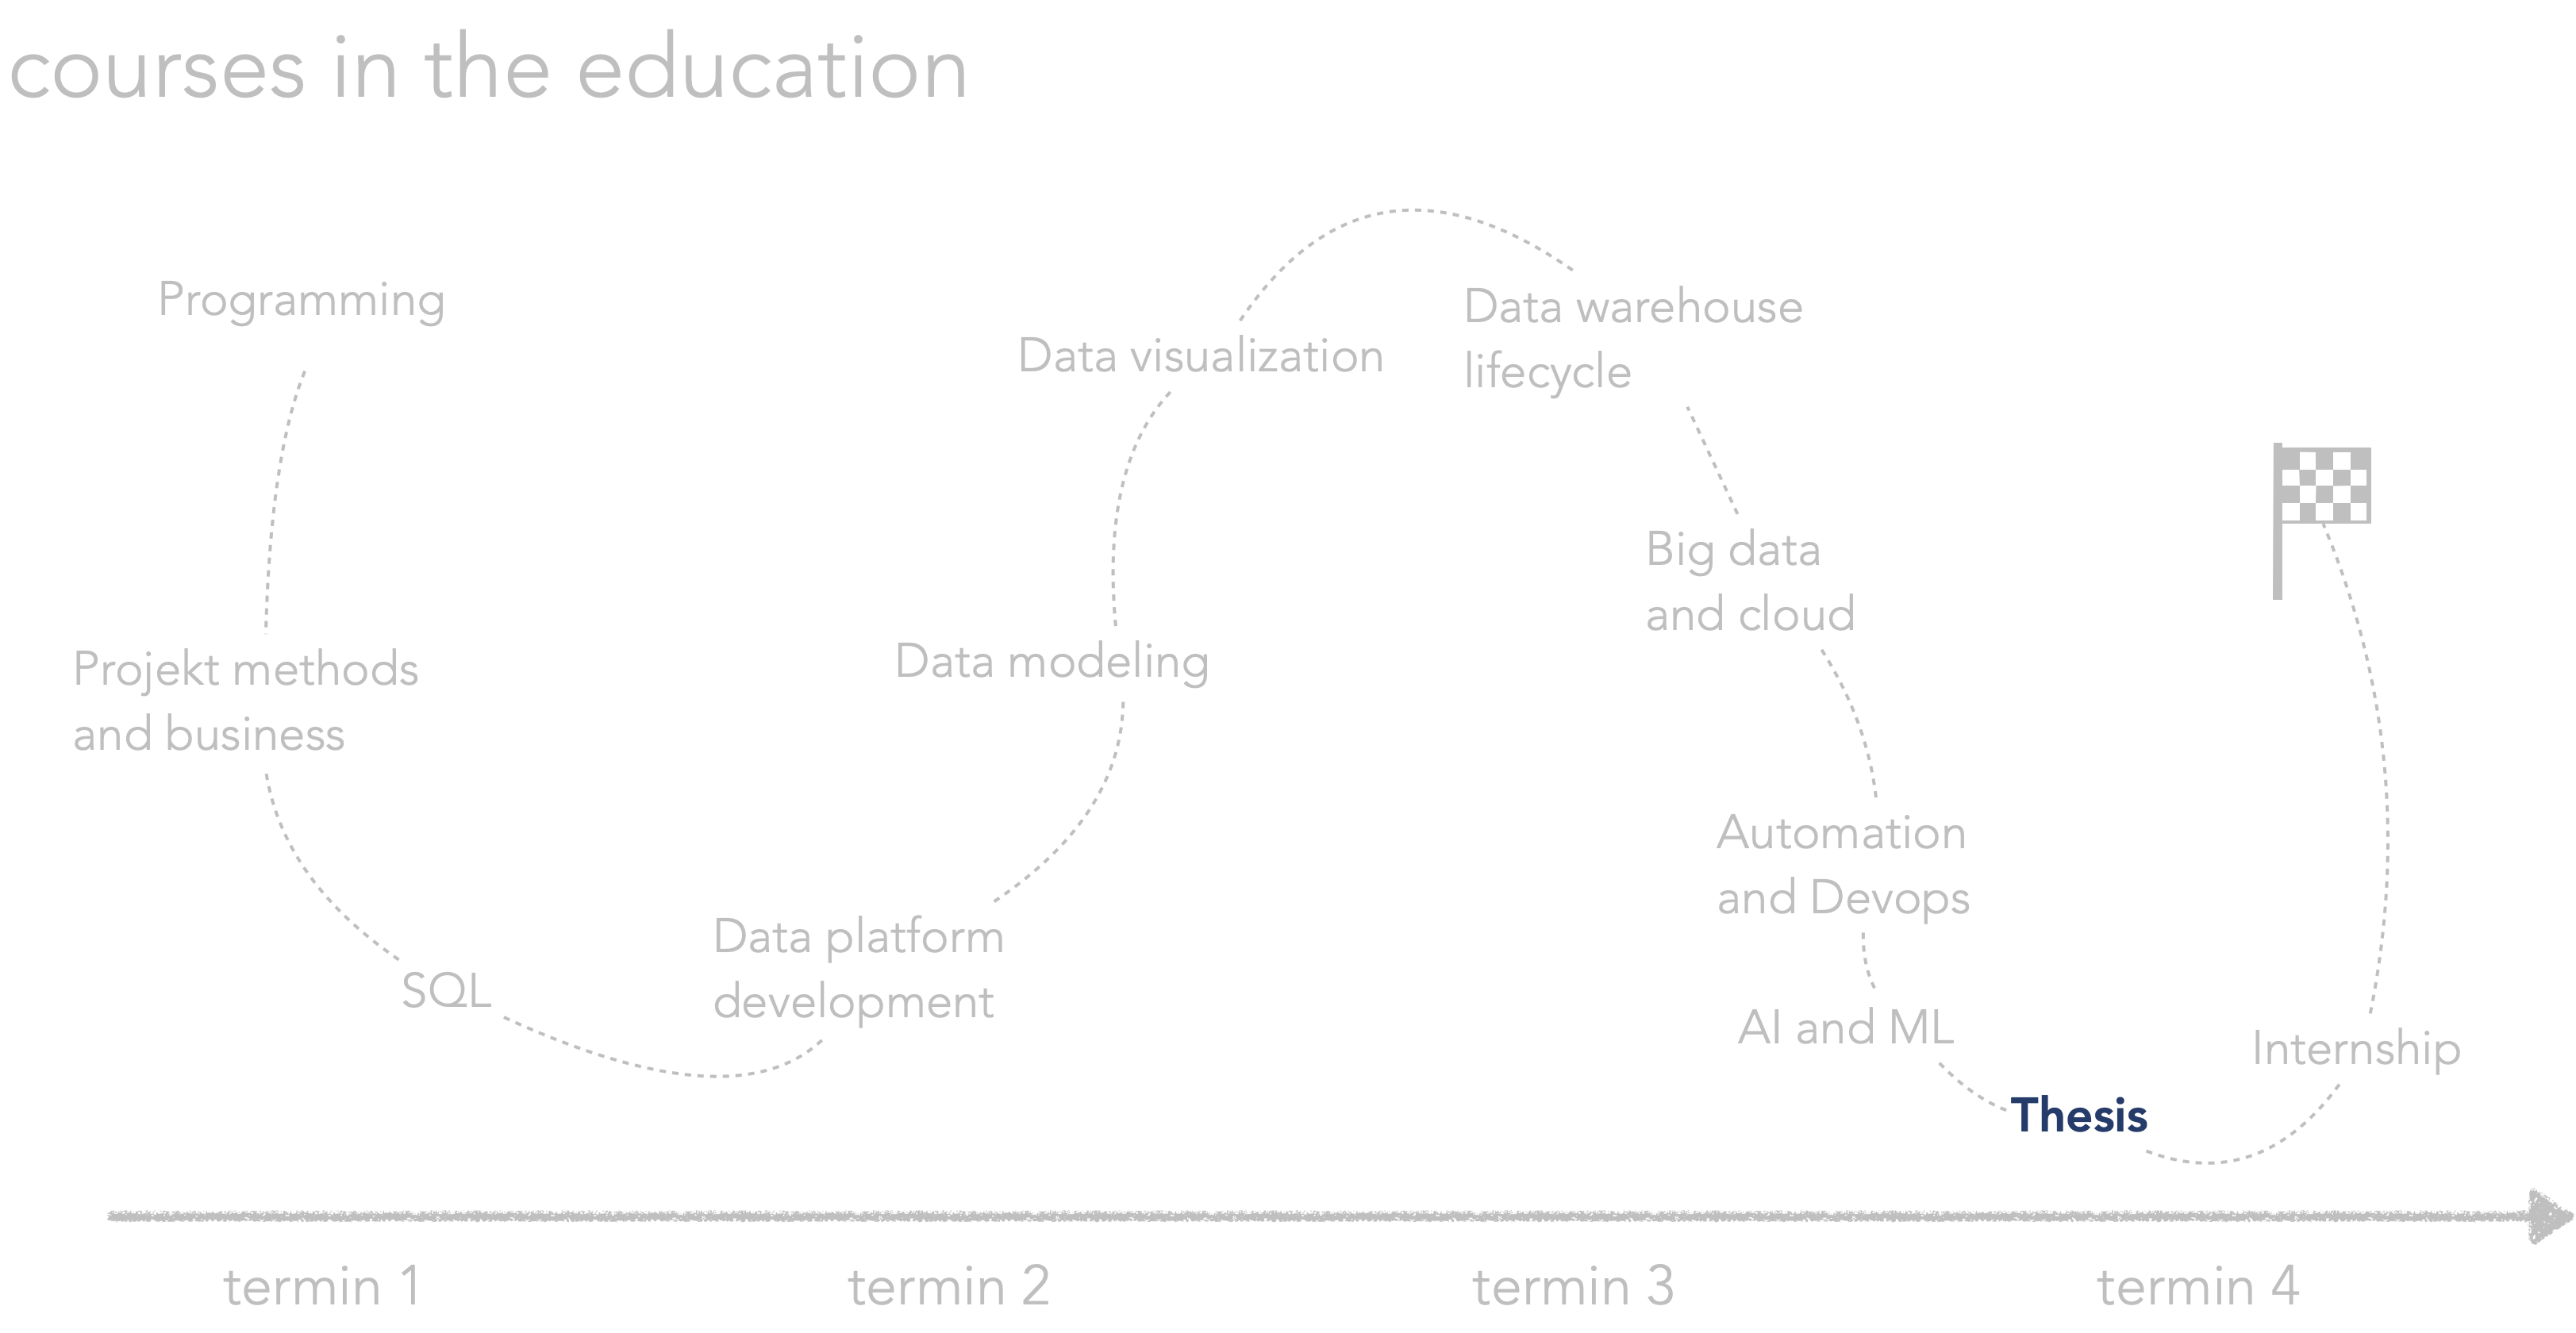 courses in the education
Programming
Projekt methods
and business
SQL
Data platform
development
Data modeling
Data visualization
Data warehouse
lifecycle
Big data
and cloud
Automation
and Devops
AI and ML
Thesis
Internship
termin 1
termin 2
termin 3
termin 4